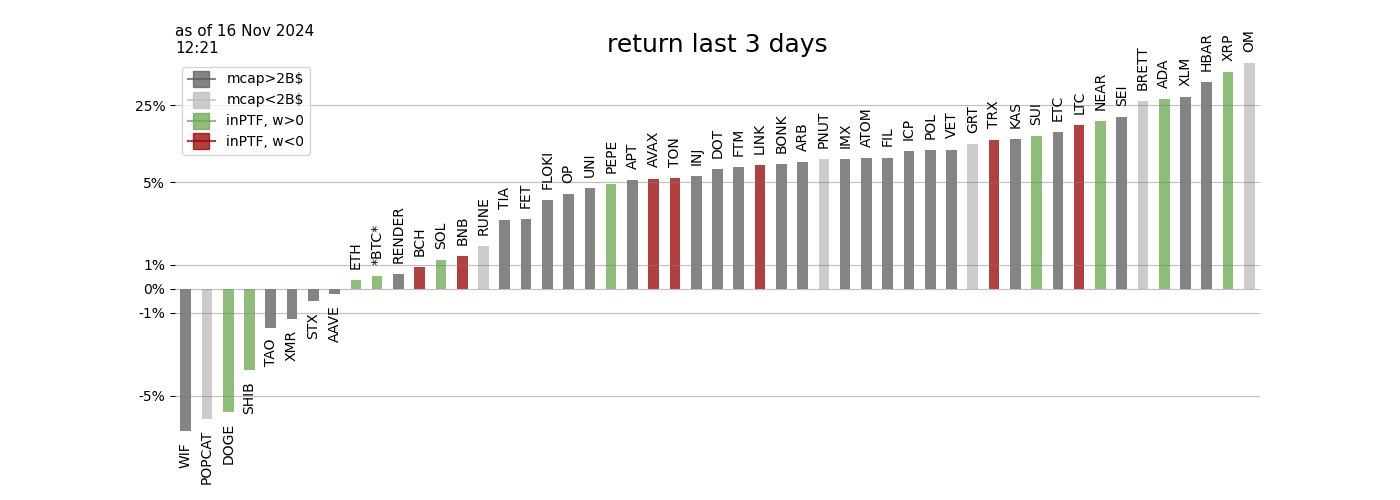 as of 16 Nov 2024
12:21
return last 3 days
mcap>2B$
mcap<2B$
inPTF, w>0
inPTF, w<0
25%
5%
1%
0%
-1%
-5%
WIF
POPCAT
DOGE
SHIB
TAO
XMR
STX
AAVE
ETH
*BTC*
RENDER
BCH
SOL
BNB
RUNE
TIA
FET
FLOKI
OP
UNI
PEPE
APT
AVAX
TON
INJ
DOT
FTM
LINK
BONK
ARB
PNUT
IMX
ATOM
FIL
ICP
POL
VET
GRT
TRX
KAS
SUI
ETC
LTC
NEAR
SEI
BRETT
ADA
XLM
HBAR
XRP
OM